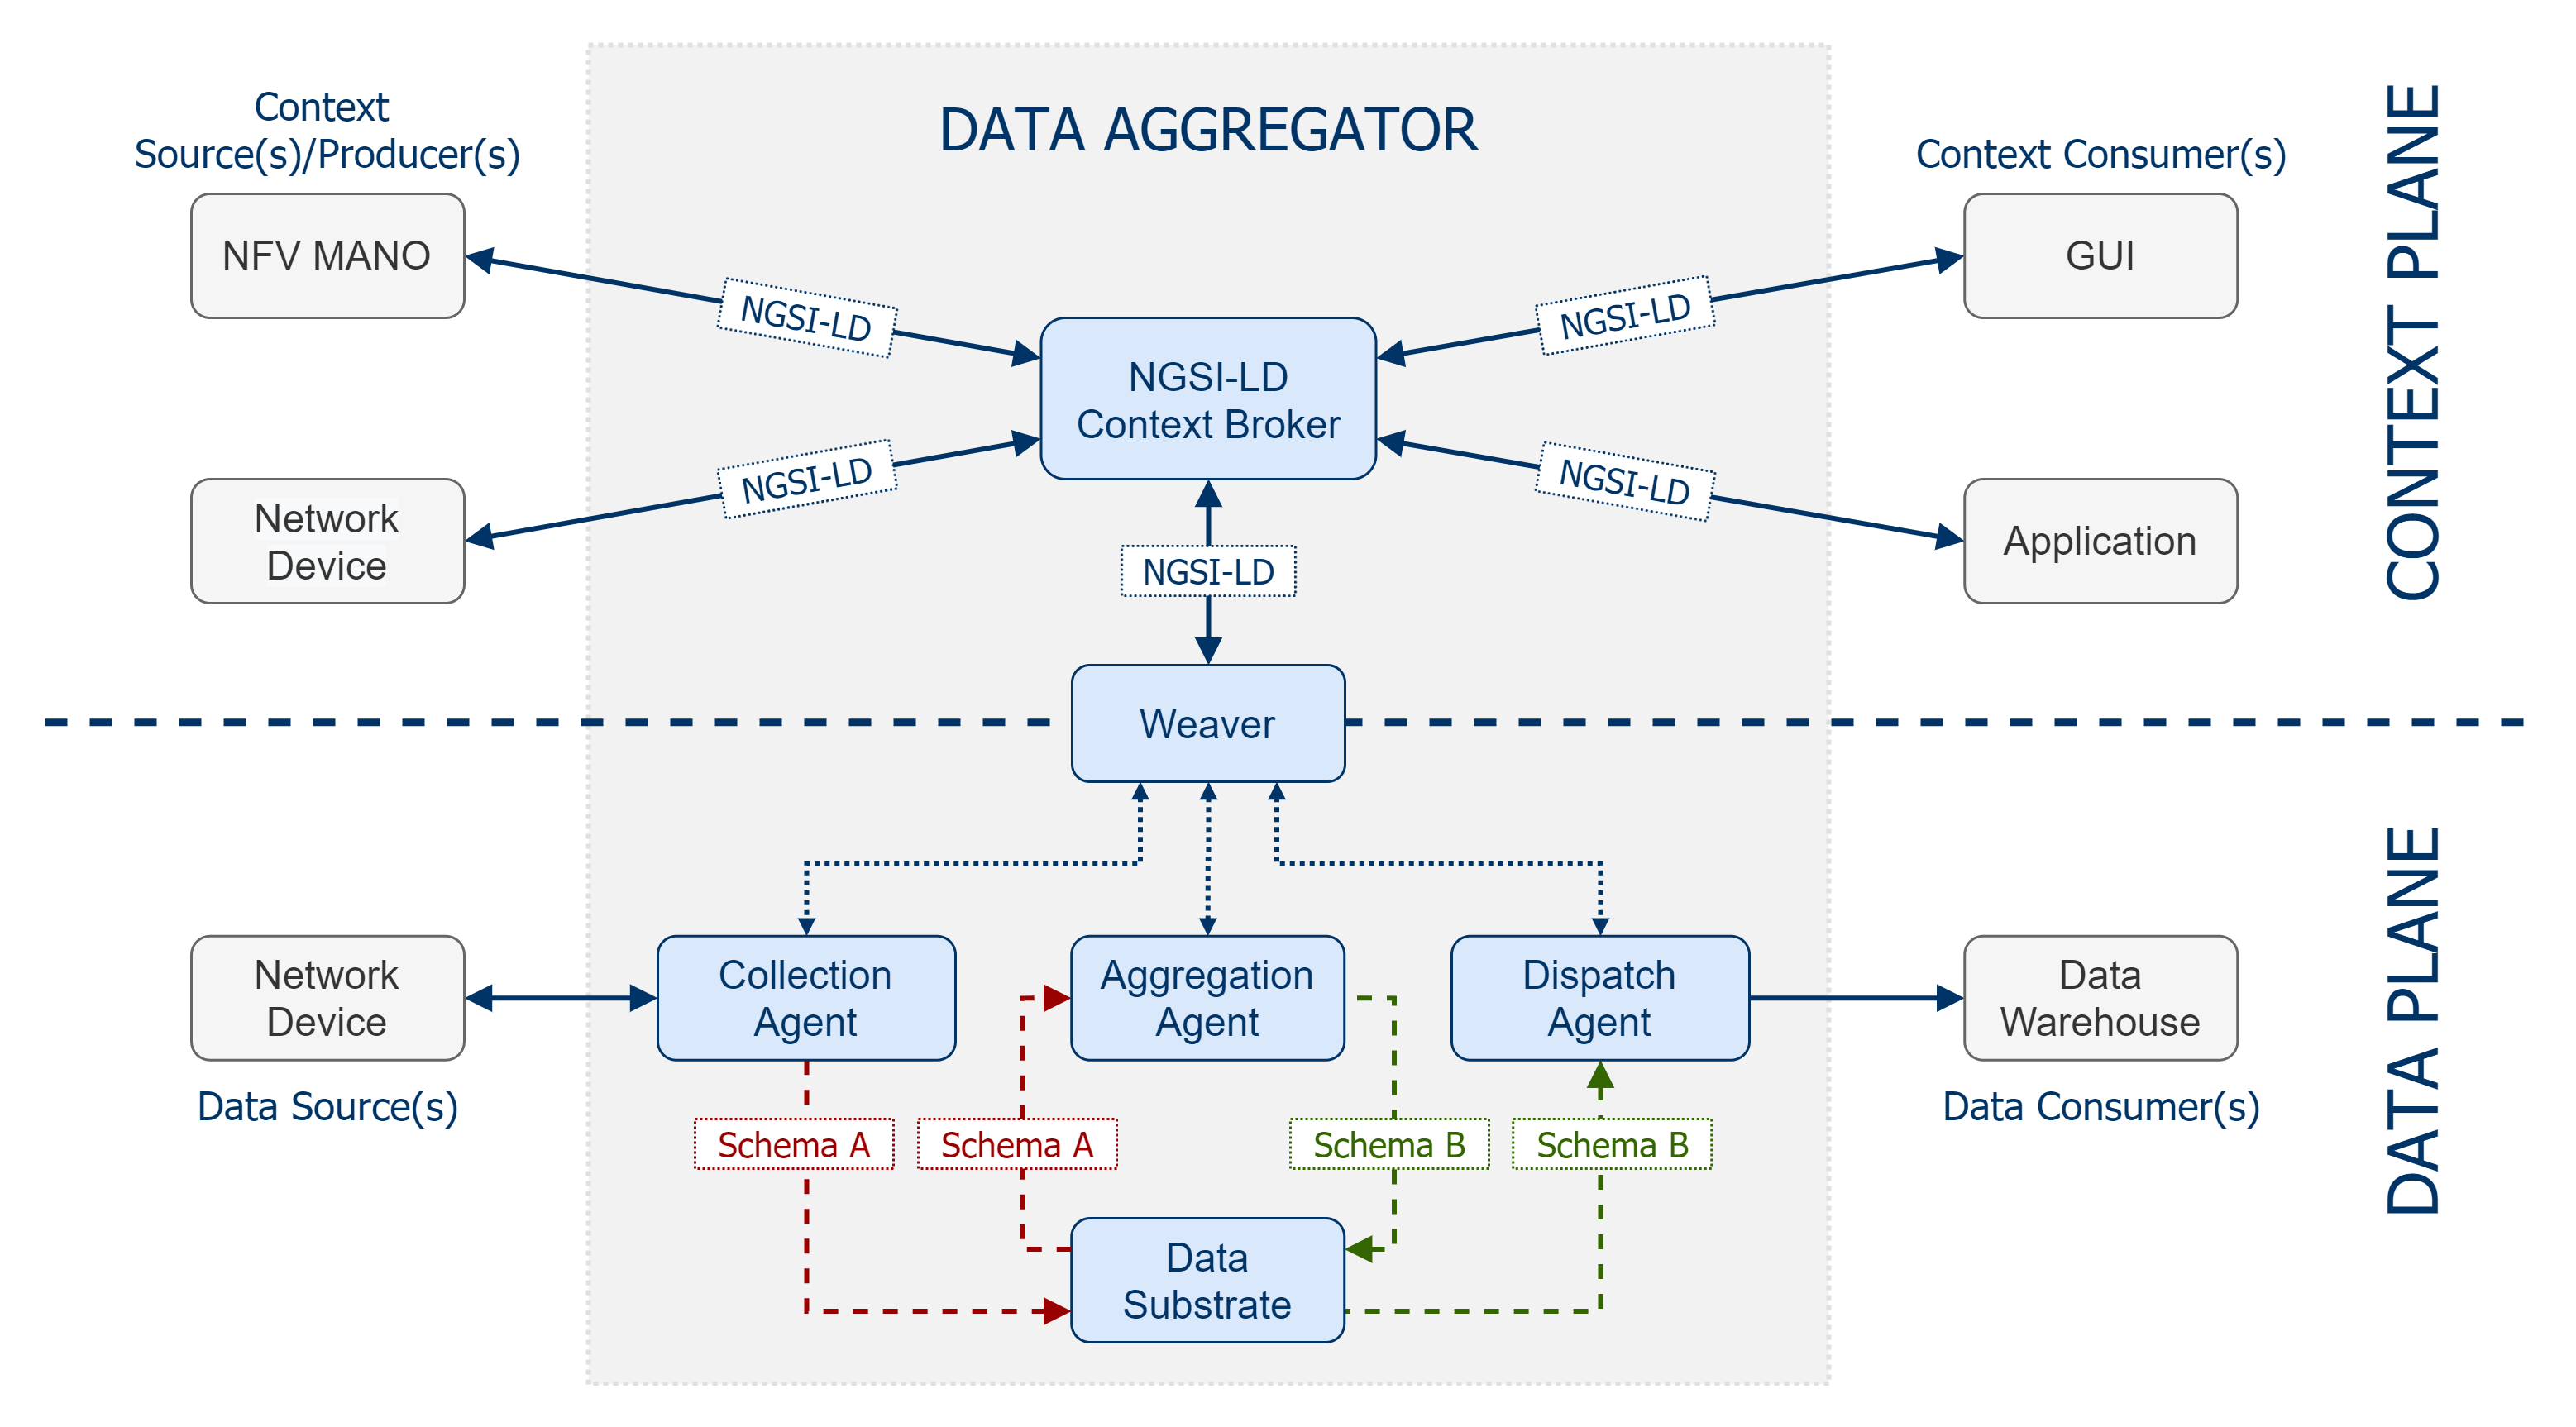 DATA AGGREGATOR
Context
Source(s)/Producer(s)
Context Consumer(s)
CONTEXT PLANE
NFV MANO
GUI
NGSI-LD
NGSI-LD
NGSI-LD
Context Broker
NGSI-LD
NGSI-LD
Network
Device
Application
NGSI-LD
Weaver
DATA PLANE
Network
Device
Collection
Agent
Aggregation
Agent
Dispatch
Agent
Data
Warehouse
Data Source(s)
Data Consumer(s)
Schema A
Schema A
Schema B
Schema B
Data
Substrate